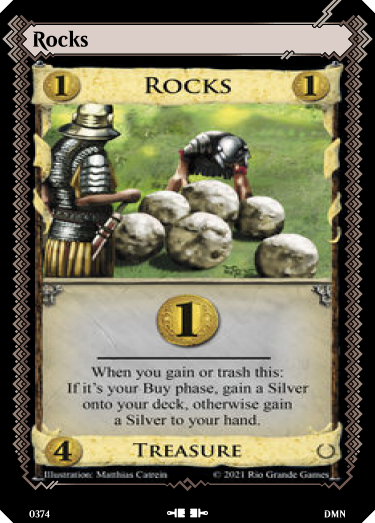 Rocks
1 ROCKS 1
1
When you gain or trash this:
If it's your Buy phase, gain a Silver
onto your deck, otherwise gain
a Silver to your hand.
4 TREASURE
Illustration: Matthias Catrein © 2021 Rio Grande Games
0374 DMN